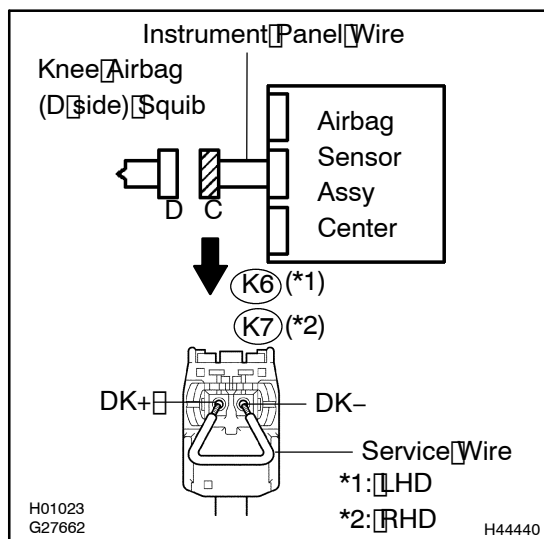 Instrument▯Panel▯Wire
Knee▯Airbag
(D▯side)▯Squib
Airbag
Sensor
Assy
Center
D C
K6 (*1)
K7 (*2)
DK+▯
DK−
Service▯Wire
*1:▯LHD
*2:▯RHD
H01023
G27662
H44440